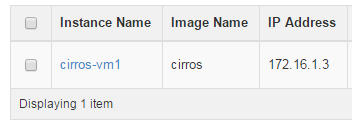 Instance Name Image Name IP Address
cirros-vm1 cirros 172.16.1.3
Displaying 1 item